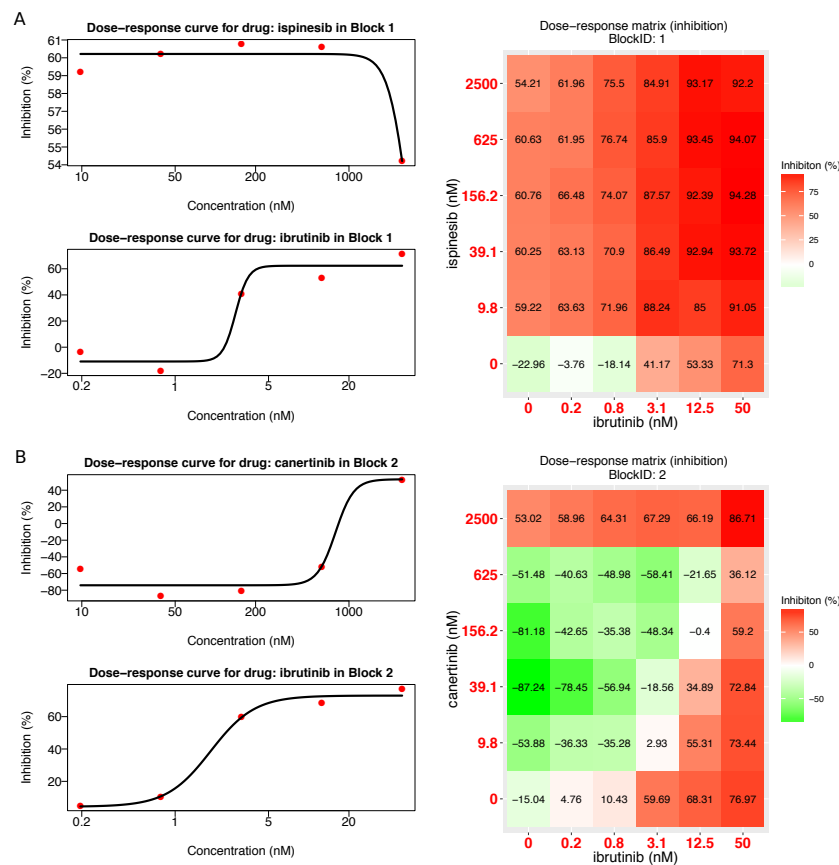 A
Dose−response curve for drug: ispinesib in Block 1
Inhibition (%)
61
60
59
58
57
56
55
54
10 50 200 1000
Concentration (nM)
Dose−response curve for drug: ibrutinib in Block 1
Inhibition (%)
60
40
20
0
−20
0.2 1 5 20
Concentration (nM)
Dose−response matrix (inhibition)
BlockID: 1
ispinesib (nM)
2500 54.21 61.96 75.5 84.91 93.17 92.2
625 60.63 61.95 76.74 85.9 93.45 94.07
156.2 60.76 66.48 74.07 87.57 92.39 94.28
39.1 60.25 63.13 70.9 86.49 92.94 93.72
9.8 59.22 63.63 71.96 88.24 85 91.05
0 −22.96 −3.76 −18.14 41.17 53.33 71.3
0 0.2 0.8 3.1 12.5 50
ibrutinib (nM)
Inhibiton (%)
75
50
25
0
B
Dose−response curve for drug: canertinib in Block 2
Inhibition (%)
40
20
0
−20
−40
−60
−80
10 50 200 1000
Concentration (nM)
Dose−response curve for drug: ibrutinib in Block 2
Inhibition (%)
60
40
20
0.2 1 5 20
Concentration (nM)
Dose−response matrix (inhibition)
BlockID: 2
canertinib (nM)
2500 53.02 58.96 64.31 67.29 66.19 86.71
625 −51.48 −40.63 −48.98 −58.41 −21.65 36.12
156.2 −81.18 −42.65 −35.38 −48.34 −0.4 59.2
39.1 −87.24 −78.45 −56.94 −18.56 34.89 72.84
9.8 −53.88 −36.33 −35.28 2.93 55.31 73.44
0 −15.04 4.76 10.43 59.69 68.31 76.97
0 0.2 0.8 3.1 12.5 50
ibrutinib (nM)
Inhibiton (%)
50
0
−50